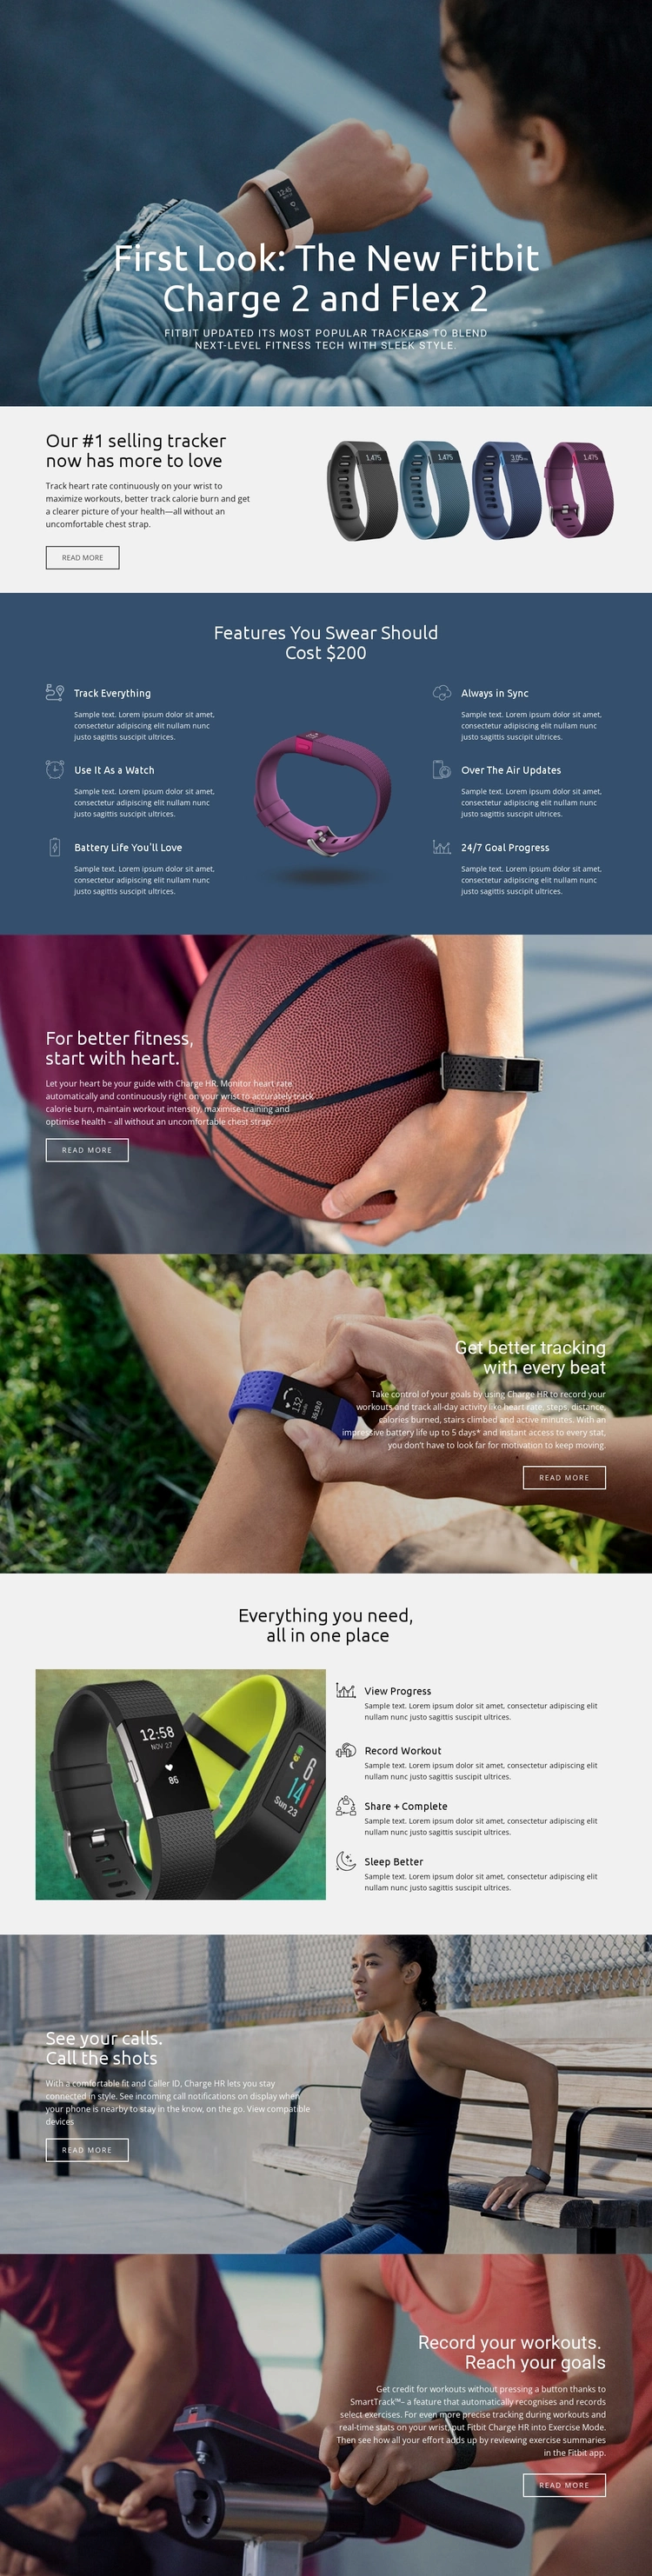 First Look: The New Fitbit
Charge 2 and Flex 2
FITBIT UPDATED ITS MOST POPULAR TRACKERS TO BLEND
NEXT-LEVEL FITNESS TECH WITH SLEEK STYLE.
Our #1 selling tracker
now has more to love
Track heart rate continuously on your wrist to
maximize workouts, better track calorie burn and get
a clearer picture of your health—all without an
uncomfortable chest strap.
READ MORE
1,475
1,475
3.05
1,475
Features You Swear Should
Cost $200
Track Everything
Sample text. Lorem ipsum dolor sit amet,
consectetur adipiscing elit nullam nunc
justo sagittis suscipit ultrices.
Use It As a Watch
Sample text. Lorem ipsum dolor sit amet,
consectetur adipiscing elit nullam nunc
justo sagittis suscipit ultrices.
Battery Life You'll Love
Sample text. Lorem ipsum dolor sit amet,
consectetur adipiscing elit nullam nunc
justo sagittis suscipit ultrices.
Always in Sync
Sample text. Lorem ipsum dolor sit amet,
consectetur adipiscing elit nullam nunc
justo sagittis suscipit ultrices.
Over The Air Updates
Sample text. Lorem ipsum dolor sit amet,
consectetur adipiscing elit nullam nunc
justo sagittis suscipit ultrices.
24/7 Goal Progress
Sample text. Lorem ipsum dolor sit amet,
consectetur adipiscing elit nullam nunc
justo sagittis suscipit ultrices.
For better fitness,
start with heart.
Let your heart be your guide with Charge HR. Monitor heart rate
automatically and continuously right on your wrist to accurately track
calorie burn, maintain workout intensity, maximise training and
optimise health – all without an uncomfortable chest strap.
READ MORE
Get better tracking
with every beat
Take control of your goals by using Charge HR to record your
workouts and track all-day activity like heart rate, steps, distance,
calories burned, stairs climbed and active minutes. With an
impressive battery life up to 5 days* and instant access to every stat,
you don't have to look far for motivation to keep moving.
READ MORE
Everything you need,
all in one place
12:58
NOV 27
86
6
14
Sun 23
View Progress
Sample text. Lorem ipsum dolor sit amet, consectetur adipiscing elit
nullam nunc justo sagittis suscipit ultrices.
Record Workout
Sample text. Lorem ipsum dolor sit amet, consectetur adipiscing elit
nullam nunc justo sagittis suscipit ultrices.
Share + Complete
Sample text. Lorem ipsum dolor sit amet, consectetur adipiscing elit
nullam nunc justo sagittis suscipit ultrices.
Sleep Better
Sample text. Lorem ipsum dolor sit amet, consectetur adipiscing elit
nullam nunc justo sagittis suscipit ultrices.
See your calls.
Call the shots
With a comfortable fit and Caller ID, Charge HR lets you stay
connected in style. See incoming call notifications on display when
your phone is nearby to stay in the know, on the go. View compatible
devices
READ MORE
Record your workouts.
Reach your goals
Get credit for workouts without pressing a button thanks to
SmartTrack™– a feature that automatically recognises and records
select exercises. For even more precise tracking during workouts and
real-time stats on your wrist, put Fitbit Charge HR into Exercise Mode.
Then see how all your effort adds up by reviewing exercise summaries
in the Fitbit app.
READ MORE